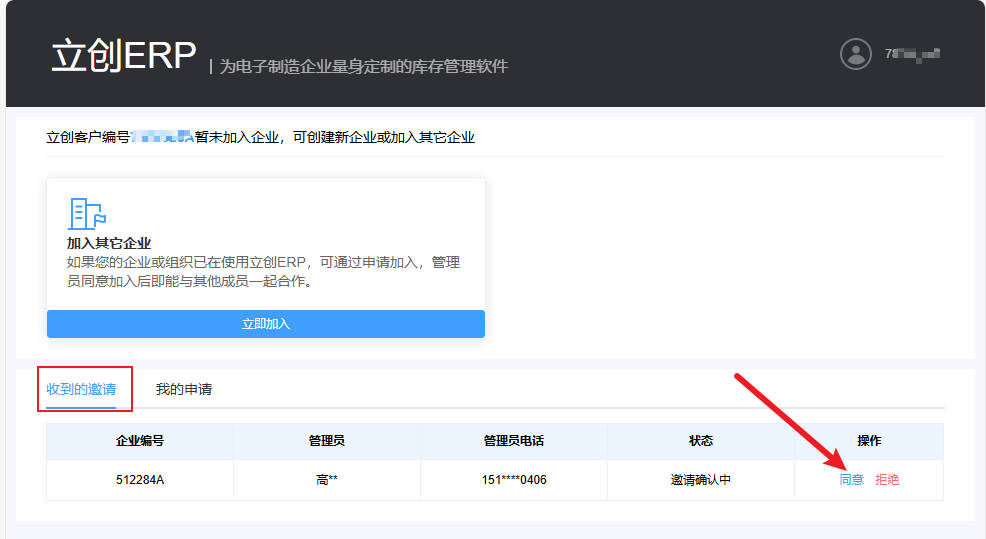 立创ERP
| 为电子制造企业量身定制的库存管理软件
78
立创客户编号 暂未加入企业，可创建新企业或加入其它企业
加入其它企业
如果您的企业或组织已在使用立创ERP，可通过申请加入，管理
员同意加入后即能与其他成员一起合作。
立即加入
收到的邀请 我的申请
企业编号 管理员 管理员电话 状态 操作
512284A 高** 151****0406 邀请确认中 同意 拒绝